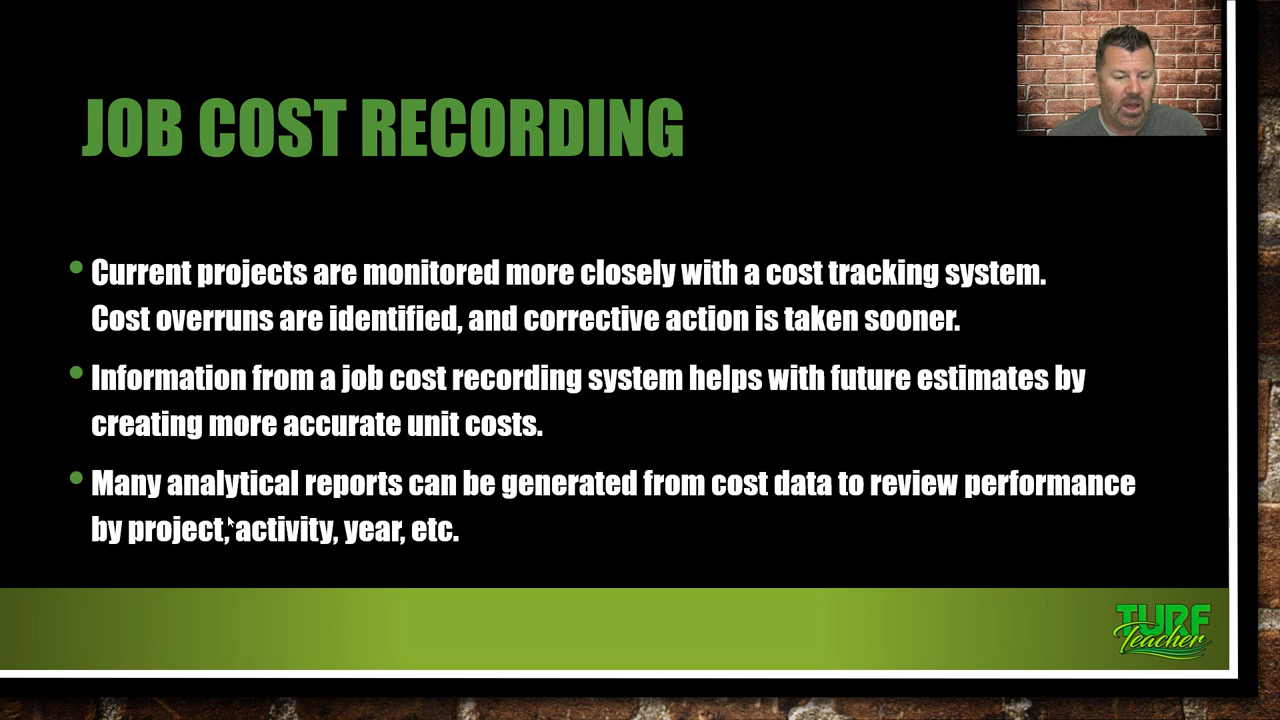 JOB COST RECORDING
Current projects are monitored more closely with a cost tracking system.
Cost overruns are identified, and corrective action is taken sooner.
Information from a job cost recording system helps with future estimates by
creating more accurate unit costs.
Many analytical reports can be generated from cost data to review performance
by project, activity, year, etc.
TURF
Teacher